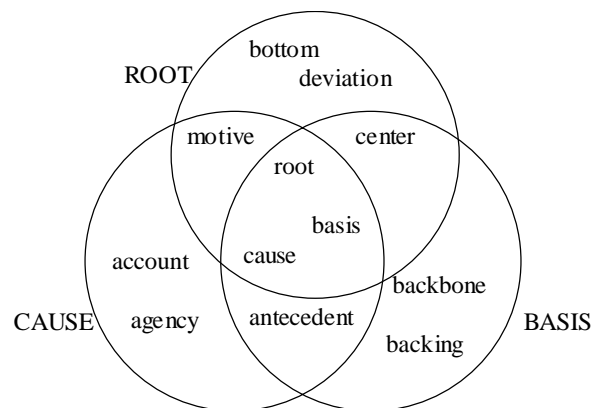 bottom
ROOT
deviation
motive
center
root
basis
cause
account
backbone
CAUSE
agency
antecedent
BASIS
backing